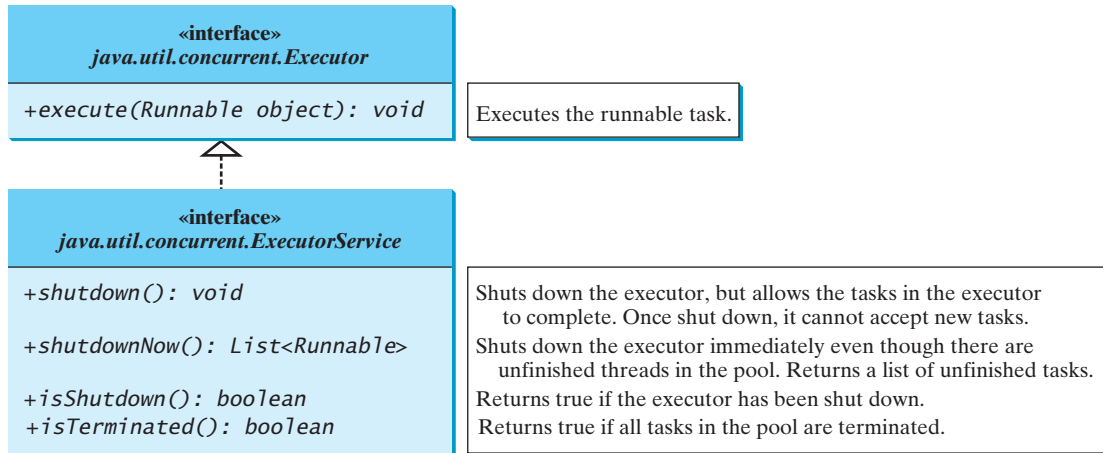 «interface»
java.util.concurrent.Executor
+execute(Runnable object): void
Executes the runnable task.
«interface»
java.util.concurrent.ExecutorService
+shutdown(): void
Shuts down the executor, but allows the tasks in the executor
to complete. Once shut down, it cannot accept new tasks.
+shutdownNow(): List<Runnable>
Shuts down the executor immediately even though there are
unfinished threads in the pool. Returns a list of unfinished tasks.
+isShutdown(): boolean
Returns true if the executor has been shut down.
+isTerminated(): boolean
Returns true if all tasks in the pool are terminated.